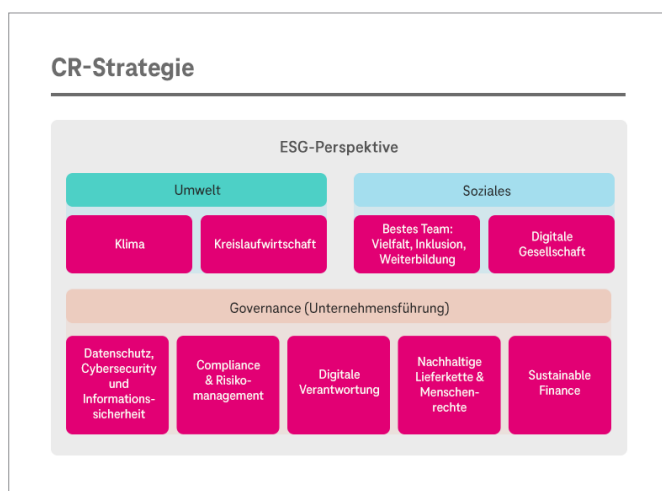 CR-Strategie
ESG-Perspektive
Umwelt
Soziales
Klima
Kreislaufwirtschaft
Bestes Team:
Vielfalt, Inklusion,
Weiterbildung
Digitale
Gesellschaft
Governance (Unternehmensführung)
Datenschutz,
Cybersecurity
und
Informations-
sicherheit
Compliance
& Risiko-
management
Digitale
Verantwortung
Nachhaltige
Lieferkette &
Menschen-
rechte
Sustainable
Finance